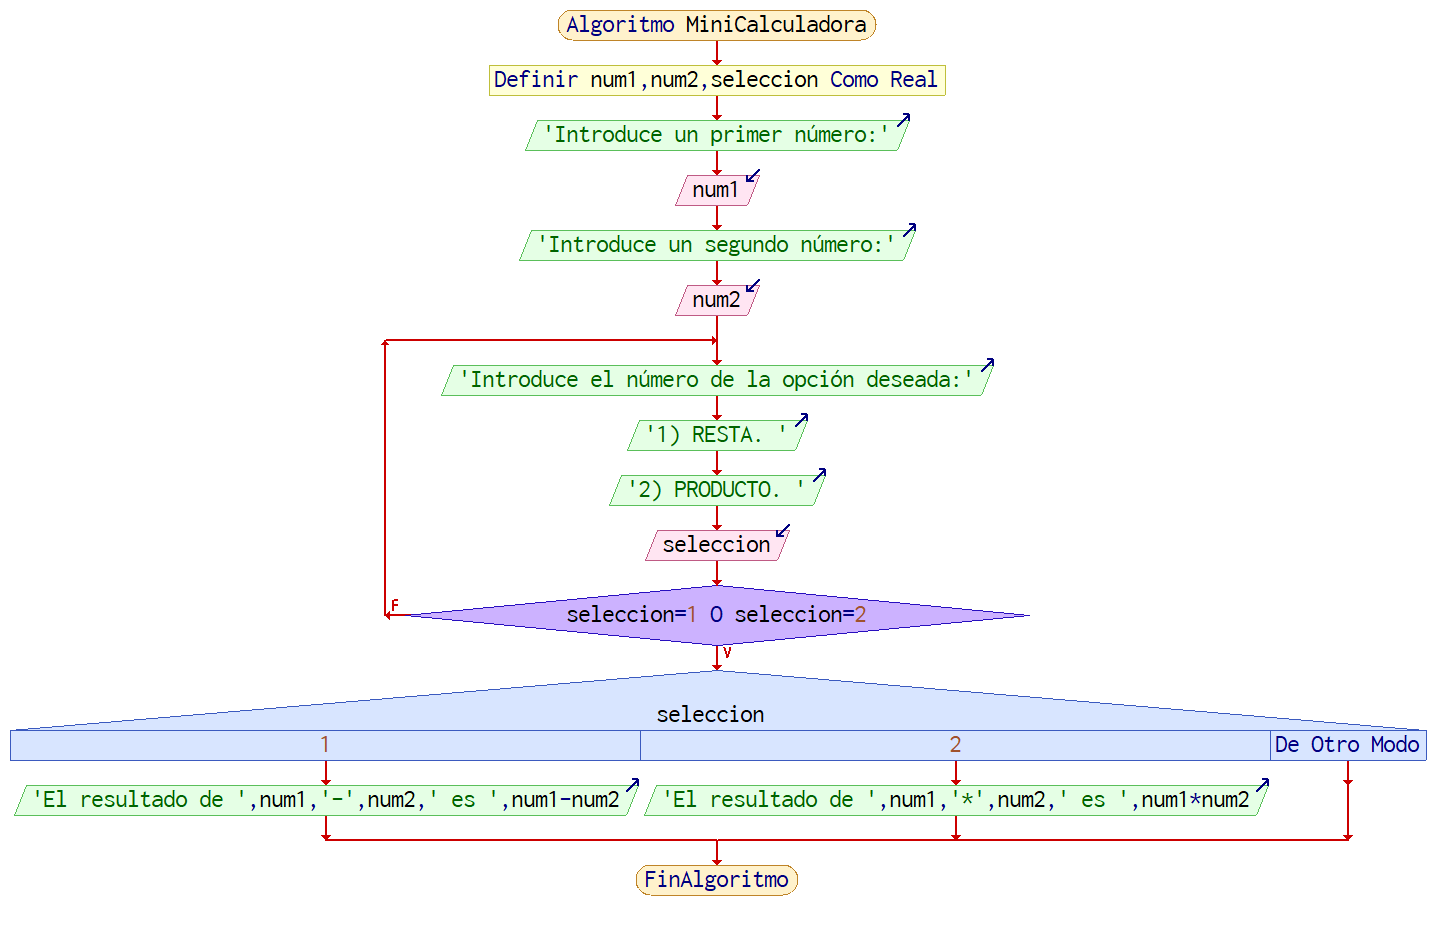 Algoritmo MiniCalculadora
Definir num1,num2,seleccion Como Real
'Introduce un primer número:'
num1
'Introduce un segundo número:'
num2
'Introduce el número de la opción deseada:'
'1) RESTA. '
'2) PRODUCTO. '
seleccion
F
seleccion=1 O seleccion=2
V
seleccion
1 2 De Otro Modo
'El resultado de ',num1,'-',num2,' es ',num1-num2 'El resultado de ',num1,'*',num2,' es ',num1*num2
FinAlgoritmo